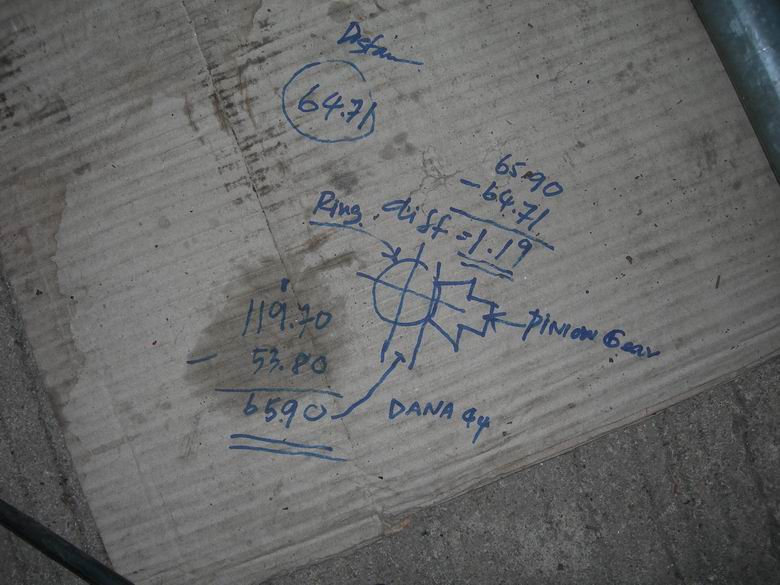 64.71
65.90
- 64.71
Ring diff = 1.19
119.70
- 53.80
65.90
PINION Gear
DANA 44